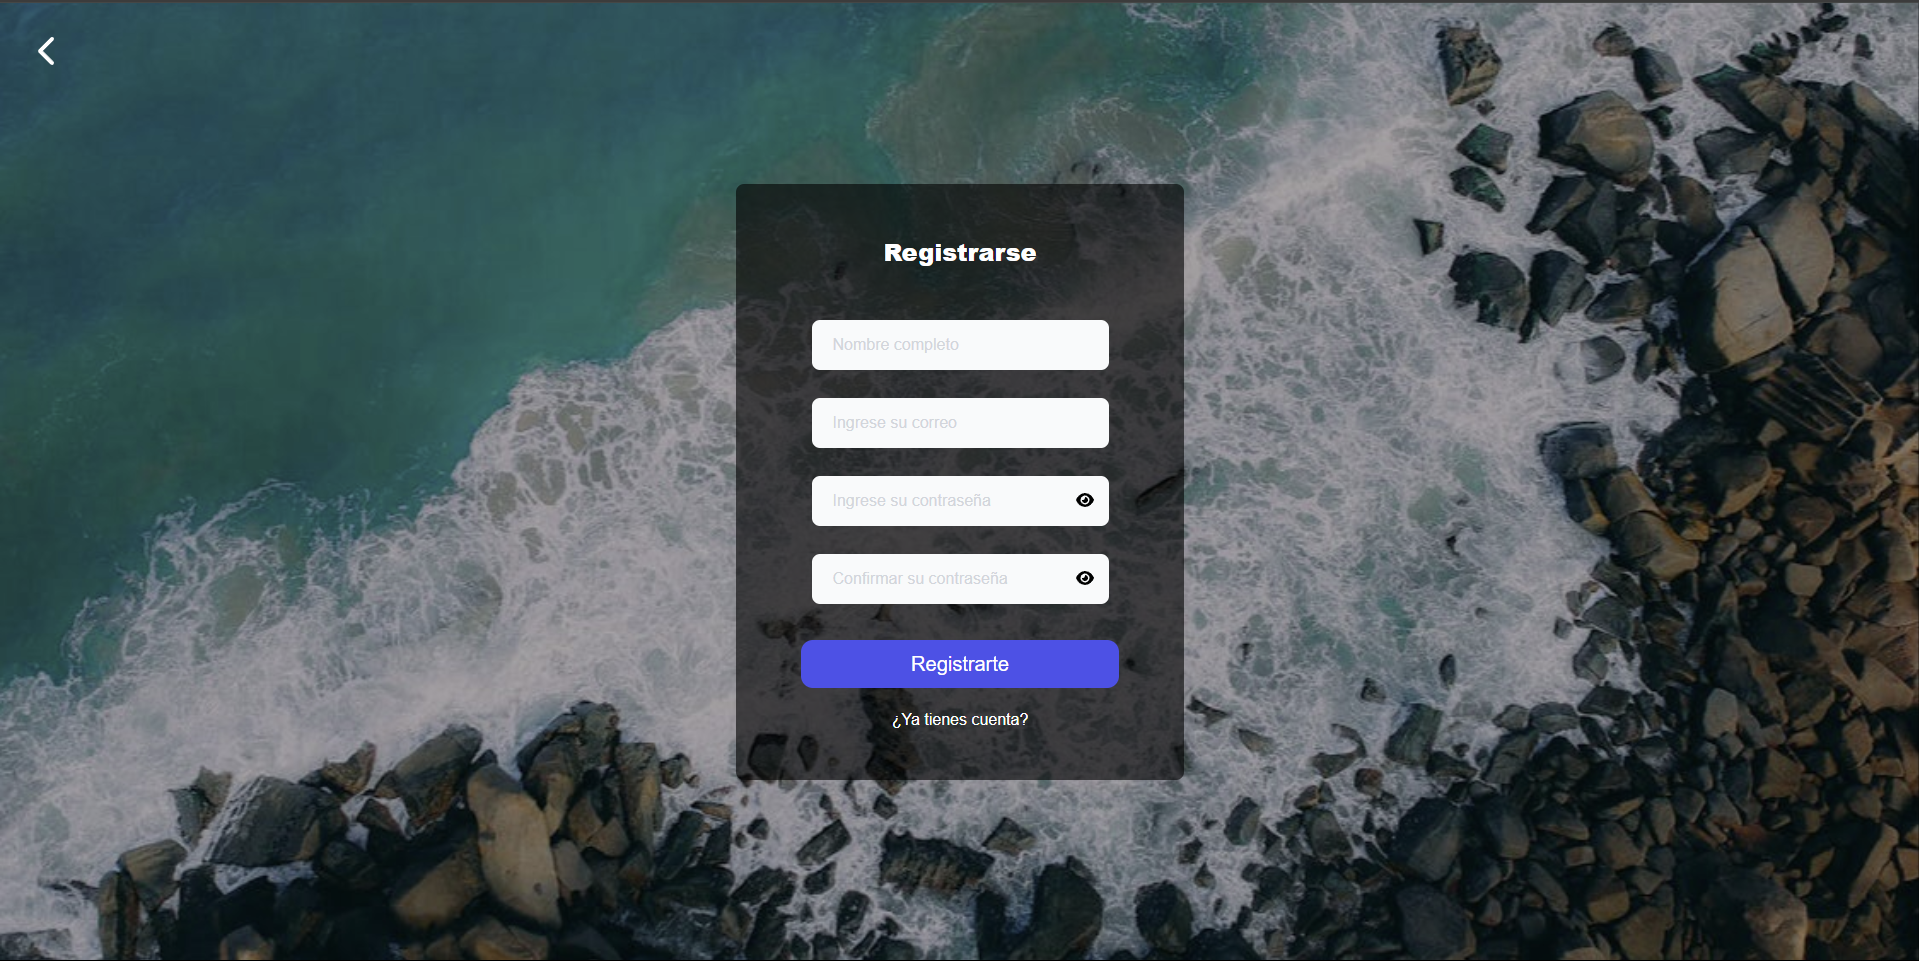 Registrarse
Nombre completo
Ingrese su correo
Ingrese su contraseña
Confirmar su contraseña
Registrarte
¿Ya tienes cuenta?